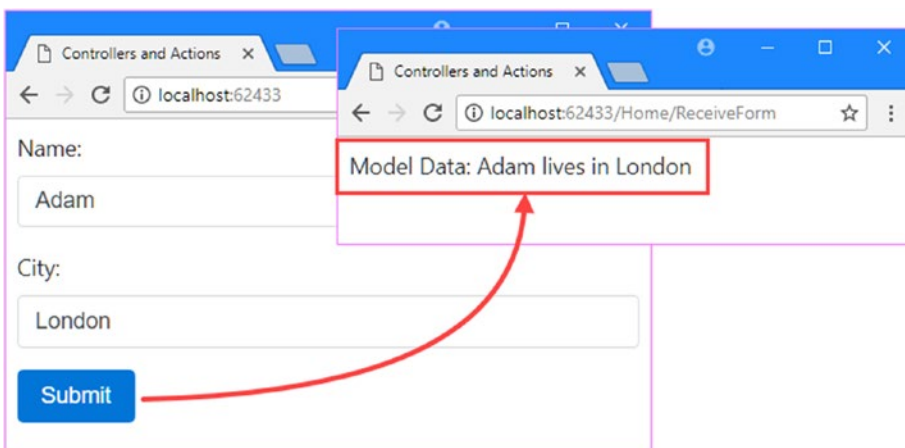 Controllers and Actions
localhost:62433
Name:
Adam
City:
London
Submit
Controllers and Actions
localhost:62433/Home/ReceiveForm
Model Data: Adam lives in London